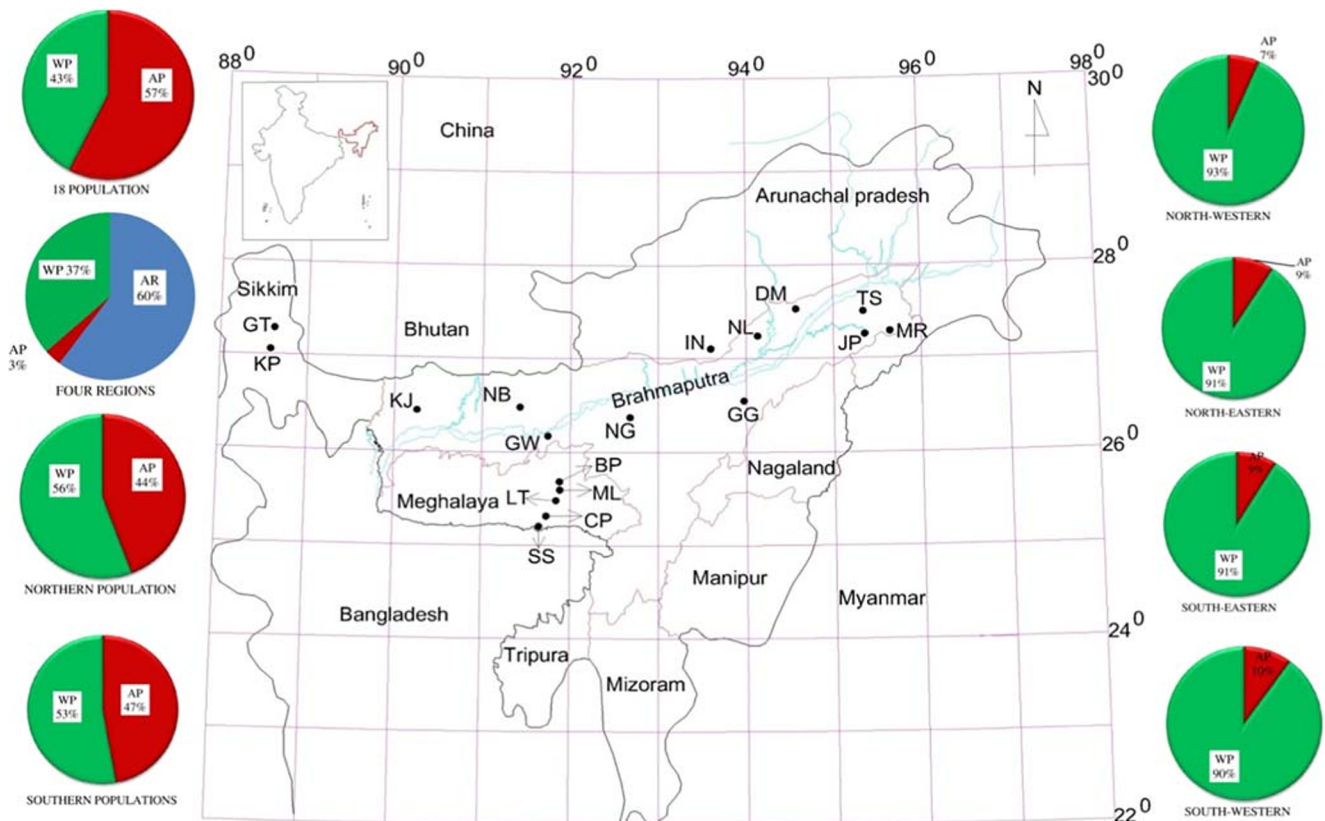 WP
43%
AP
57%
18 POPULATION
WP 37%
AR
60%
AP
3%
FOUR REGIONS
WP
56%
AP
44%
NORTHERN POPULATION
WP
53%
AP
47%
SOUTHERN POPULATIONS
88⁰
90⁰
92⁰
94⁰
96⁰
98⁰
30⁰
N
China
Arunachal pradesh
28⁰
Sikkim
GT
KP
Bhutan
DM
TS
NL
IN
JP
MR
KJ
NB
Brahmaputra
GG
NG
GW
26⁰
BP
Nagaland
Meghalaya
LT
ML
CP
SS
Manipur
Myanmar
Bangladesh
24⁰
Tripura
Mizoram
22⁰
AP
7%
WP
93%
NORTH-WESTERN
AP
9%
WP
91%
NORTH-EASTERN
AP
9%
WP
91%
SOUTH-EASTERN
AP
10%
WP
90%
SOUTH-WESTERN